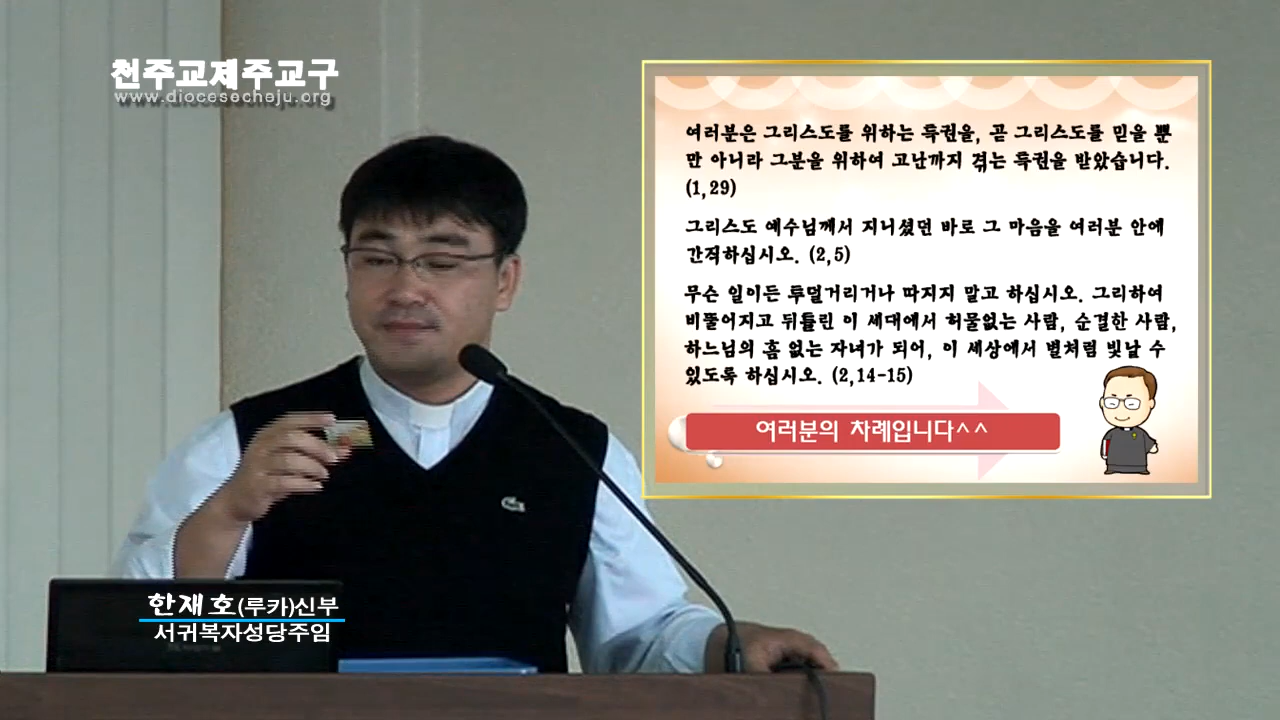 천주교제주교구
www.diocesecheju.org
여러분은 그리스도를 위하는 특권을, 곧 그리스도를 믿을 뿐
만 아니라 그분을 위하여 고난까지 겪는 특권을 받았습니다.
(1,29)
그리스도 예수님께서 지니셨던 바로 그 마음을 여러분 안에
간직하십시오. (2,5)
무슨 일이든 투덜거리거나 따지지 말고 하십시오. 그리하여
비뚤어지고 뒤틀린 이 세대에서 허물없는 사람, 순결한 사람,
하느님의 흠 없는 자녀가 되어, 이 세상에서 별처럼 빛날 수
있도록 하십시오. (2,14-15)
여러분의 차례입니다^^
한재호(루카)신부
서귀복자성당주임